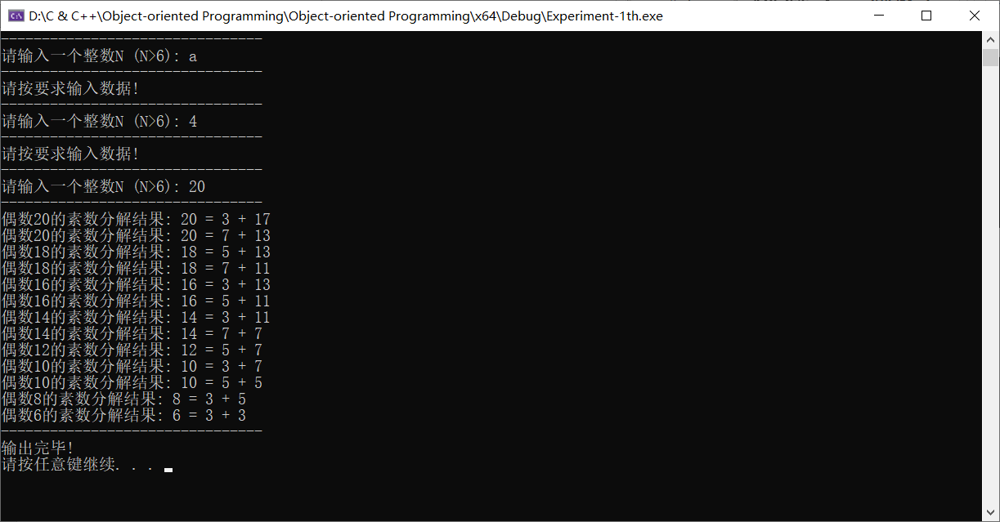 D:\C & C++\Object-oriented Programming\Object-oriented Programming\x64\Debug\Experiment-1th.exe
--------------------------------
请输入一个整数N (N>6): a
--------------------------------
请按要求输入数据!
--------------------------------
请输入一个整数N (N>6): 4
--------------------------------
请按要求输入数据!
--------------------------------
请输入一个整数N (N>6): 20
--------------------------------
偶数20的素数分解结果: 20 = 3 + 17
偶数20的素数分解结果: 20 = 7 + 13
偶数18的素数分解结果: 18 = 5 + 13
偶数18的素数分解结果: 18 = 7 + 11
偶数16的素数分解结果: 16 = 3 + 13
偶数16的素数分解结果: 16 = 5 + 11
偶数14的素数分解结果: 14 = 3 + 11
偶数14的素数分解结果: 14 = 7 + 7
偶数12的素数分解结果: 12 = 5 + 7
偶数10的素数分解结果: 10 = 3 + 7
偶数10的素数分解结果: 10 = 5 + 5
偶数8的素数分解结果: 8 = 3 + 5
偶数6的素数分解结果: 6 = 3 + 3
--------------------------------
输出完毕!
请按任意键继续. . .